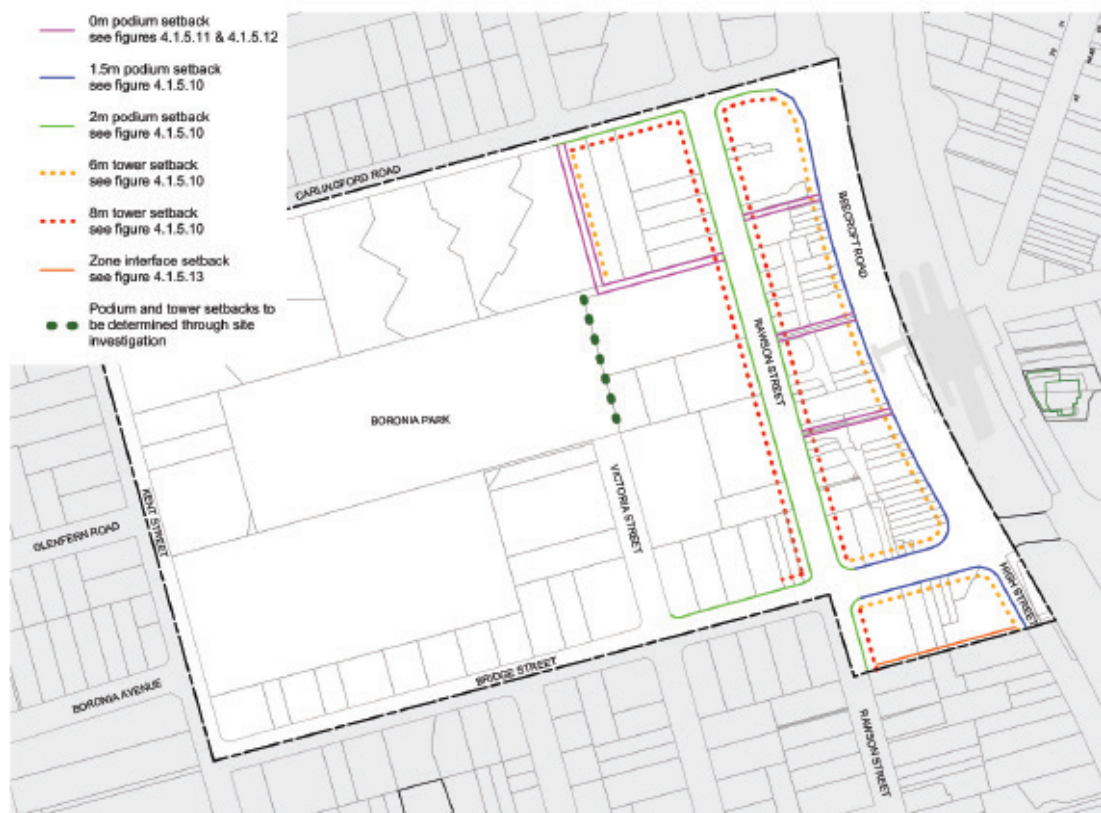 0m podium setback
see figures 4.1.5.11 & 4.1.5.12
1.5m podium setback
see figure 4.1.5.10
2m podium setback
see figure 4.1.5.10
6m tower setback
see figure 4.1.5.10
8m tower setback
see figure 4.1.5.10
Zone interface setback
see figure 4.1.5.13
Podium and tower setbacks to
be determined through site
investigation
CARLINGFORD ROAD
BEECROFT ROAD
RAWSON STREET
BORONIA PARK
VICTORIA STREET
KENT STREET
GLENFERN ROAD
HIGH STREET
BRIDGE STREET
BORONIA AVENUE
RAWSON STREET